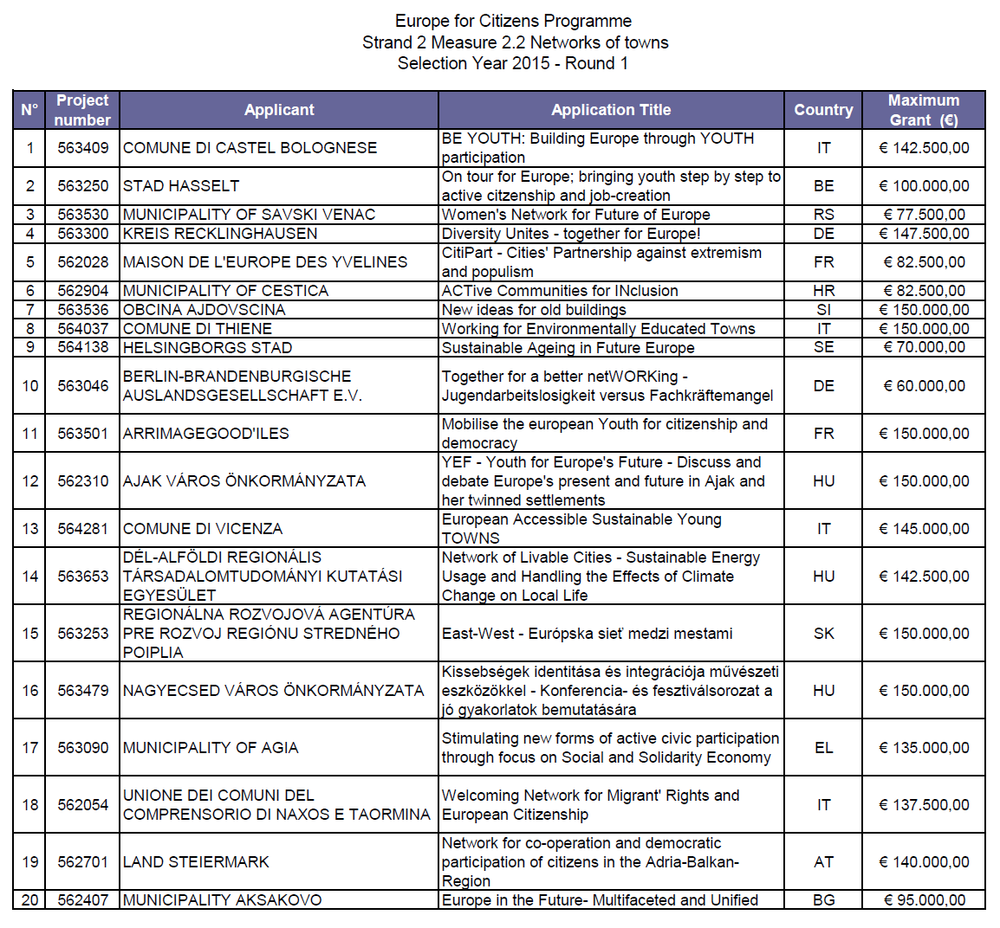 Europe for Citizens Programme
Strand 2 Measure 2.2 Networks of towns
Selection Year 2015 - Round 1
N° Project number Applicant Application Title Country Maximum Grant (€)
1 563409 COMUNE DI CASTEL BOLOGNESE BE YOUTH: Building Europe through YOUTH participation IT € 142.500,00
2 563250 STAD HASSELT On tour for Europe; bringing youth step by step to active citzenship and job-creation BE € 100.000,00
3 563530 MUNICIPALITY OF SAVSKI VENAC Women's Network for Future of Europe RS € 77.500,00
4 563300 KREIS RECKLINGHAUSEN Diversity Unites - together for Europe! DE € 147.500,00
5 562028 MAISON DE L'EUROPE DES YVELINES CitiPart - Cities' Partnership against extremism and populism FR € 82.500,00
6 562904 MUNICIPALITY OF CESTICA ACTive Communities for INclusion HR € 82.500,00
7 563536 OBCINA AJDOVSCINA New ideas for old buildings SI € 150.000,00
8 564037 COMUNE DI THIENE Working for Environmentally Educated Towns IT € 150.000,00
9 564138 HELSINGBORGS STAD Sustainable Ageing in Future Europe SE € 70.000,00
10 563046 BERLIN-BRANDENBURGISCHE AUSLANDSGESELLSCHAFT E.V. Together for a better netWORKing - Jugendarbeitslosigkeit versus Fachkräftemangel DE € 60.000,00
11 563501 ARRIMAGEGOOD'ILES Mobilise the european Youth for citizenship and democracy FR € 150.000,00
12 562310 AJAK VÁROS ÖNKORMÁNYZATA YEF - Youth for Europe's Future - Discuss and debate Europe's present and future in Ajak and her twinned settlements HU € 150.000,00
13 564281 COMUNE DI VICENZA European Accessible Sustainable Young TOWNS IT € 145.000,00
14 563653 DÉL-ALFÖLDI REGIONÁLIS TÁRSADALOMTUDOMÁNYI KUTATÁSI EGYESÜLET Network of Livable Cities - Sustainable Energy Usage and Handling the Effects of Climate Change on Local Life HU € 142.500,00
15 563253 REGIONÁLNA ROZVOJOVÁ AGENTÚRA PRE ROZVOJ REGIÓNU STREDNÉHO POIPLIA East-West - Európska sieť medzi mestami SK € 150.000,00
16 563479 NAGYECSED VÁROS ÖNKORMÁNYZATA Kissebségek identitása és integrációja művészeti eszközökkel - Konferencia- és fesztiválsorozat a jó gyakorlatok bemutatására HU € 150.000,00
17 563090 MUNICIPALITY OF AGIA Stimulating new forms of active civic participation through focus on Social and Solidarity Economy EL € 135.000,00
18 562054 UNIONE DEI COMUNI DEL COMPRENSORIO DI NAXOS E TAORMINA Welcoming Network for Migrant' Rights and European Citizenship IT € 137.500,00
19 562701 LAND STEIERMARK Network for co-operation and democratic participation of citizens in the Adria-Balkan-Region AT € 140.000,00
20 562407 MUNICIPALITY AKSAKOVO Europe in the Future- Multifaceted and Unified BG € 95.000,00